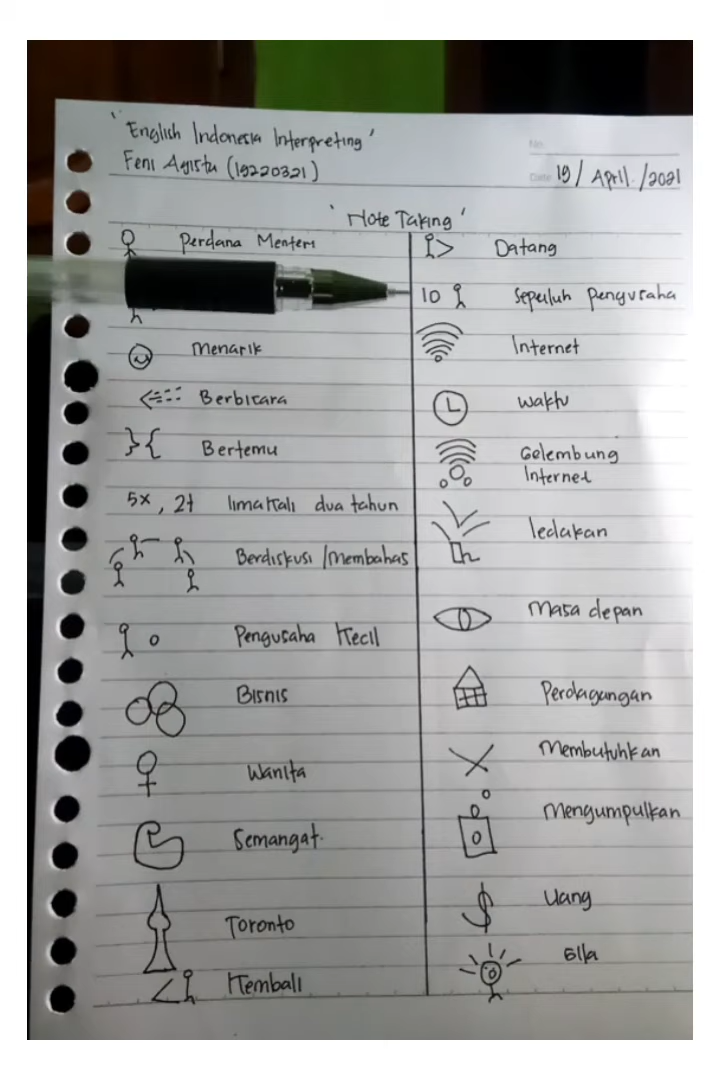 "English Indonesia Interpreting"
Feni Agista (19220321)
No.
Date 19 / April / 2021
'Note Taking'
Perdana Menteri
Menarik
Berbicara
Bertemu
5x, 2t lima kali dua tahun
Berdiskusi / membahas
Pengusaha Kecil
Bisnis
Wanita
Semangat.
Toronto
Kembali
Datang
10 Sepuluh pengusaha
Internet
waktu
Gelembung
Internet
ledakan
Masa depan
Perdagangan
Membutuhkan
Mengumpulkan
$ Uang